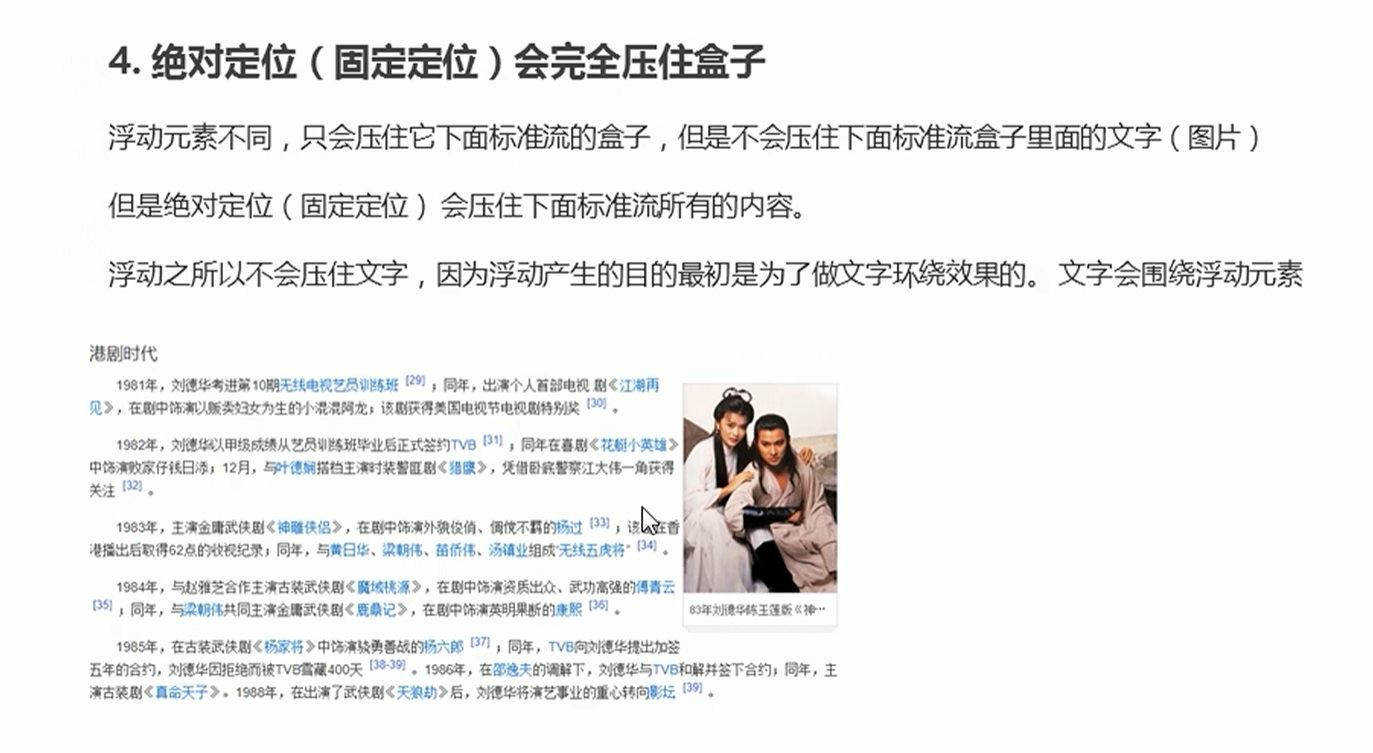 4. 绝对定位（固定定位）会完全压住盒子
浮动元素不同，只会压住它下面标准流的盒子，但是不会压住下面标准流盒子里面的文字（图片）
但是绝对定位（固定定位） 会压住下面标准流所有的内容。
浮动之所以不会压住文字，因为浮动产生的目的最初是为了做文字环绕效果的。 文字会围绕浮动元素
港剧时代
1981年，刘德华考进第10期无线电视艺员训练班 [29] ；同年，出演个人首部电视 剧《江湖再
见》，在剧中饰演以贩卖妇女为生的小混混阿龙；该剧获得美国电视节电视剧特别奖 [30] 。
1982年，刘德华以甲级成绩从艺员训练班毕业后正式签约TVB [31] ；同年在喜剧《花艇小英雄》
中饰演败家仔钱日添；12月，与叶德娴搭档主演时装警匪剧《猎鹰》，凭借卧底警察江大伟一角获得
关注 [32] 。
1983年，主演金庸武侠剧《神雕侠侣》，在剧中饰演外貌俊俏、倜傥不羁的杨过 [33] ；该在香
港播出后取得62点的收视纪录；同年，与黄日华、梁朝伟、苗侨伟、汤镇业组成“无线五虎将” [34] 。
1984年，与赵雅芝合作主演古装武侠剧《魔域桃源》，在剧中饰演资质出众、武功高强的傅青云
[35] ；同年，与梁朝伟共同主演金庸武侠剧《鹿鼎记》，在剧中饰演英明果断的康熙 [36] 。
1985年，在古装武侠剧《杨家将》中饰演骁勇善战的杨六郎 [37] ；同年，TVB向刘德华提出加签
五年的合约，刘德华因拒绝而被TVB雪藏400天 [38-39] 。1986年，在邵逸夫的调解下，刘德华与TVB和解并签下合约；同年，主
演古装剧《真命天子》。1988年，在出演了武侠剧《天狼劫》后，刘德华将演艺事业的重心转向影坛 [39] 。
83年刘德华陈玉莲版《神···